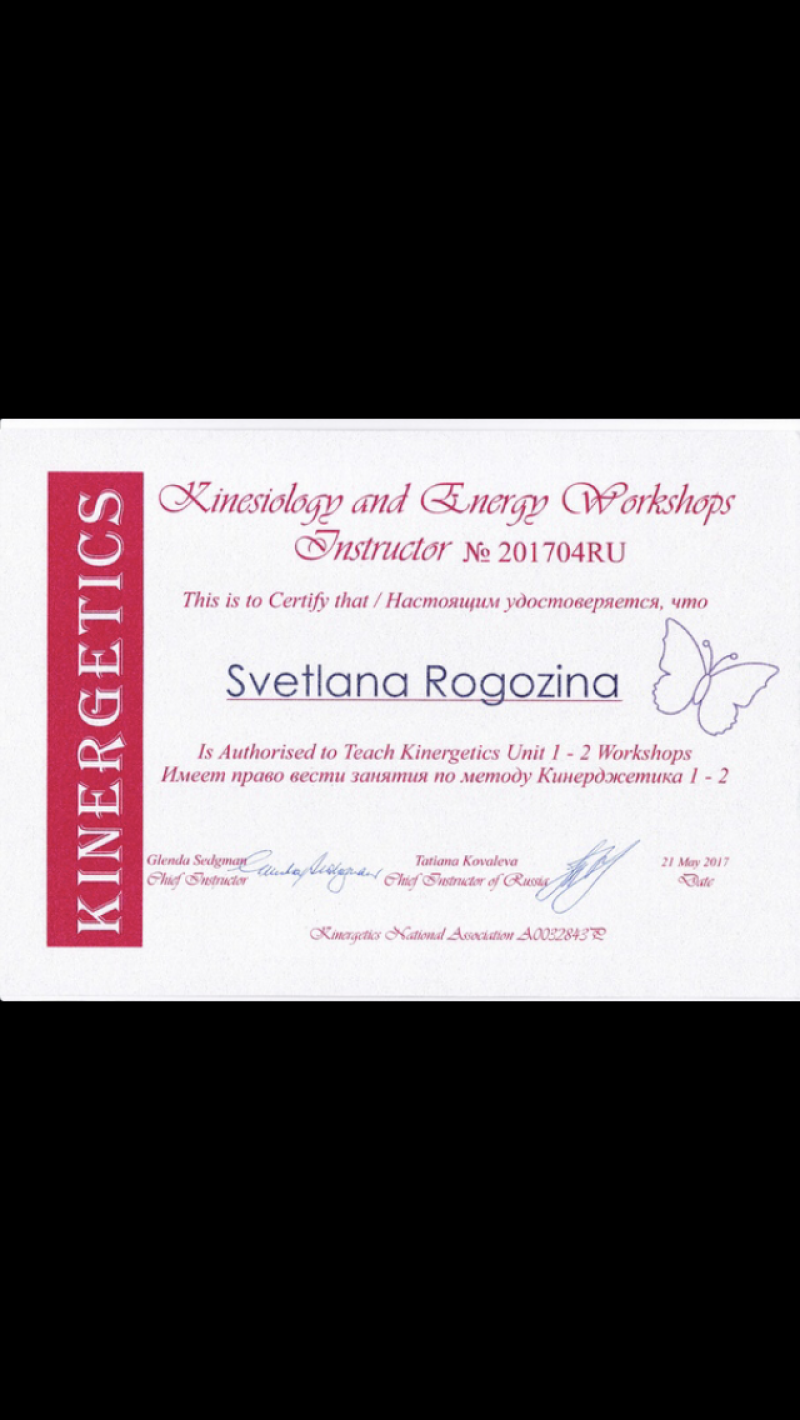 KINERGETICS
Kinesiology and Energy Workshops
Instructor № 201704RU
This is to Certify that / Настоящим удостоверяется, что
Svetlana Rogozina
Is Authorised to Teach Kinergetics Unit 1 - 2 Workshops
Имеет право вести занятия по методу Кинерджетика 1 - 2
Glenda Sedgman Tatiana Kovaleva 21 May 2017
Chief Instructor Chief Instructor of Russia Date
Kinergetics National Association A0032843P